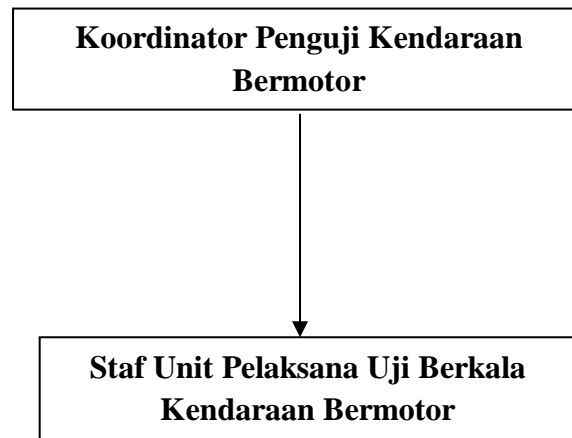 Koordinator Penguji Kendaraan
Bermotor
Staf Unit Pelaksana Uji Berkala
Kendaraan Bermotor